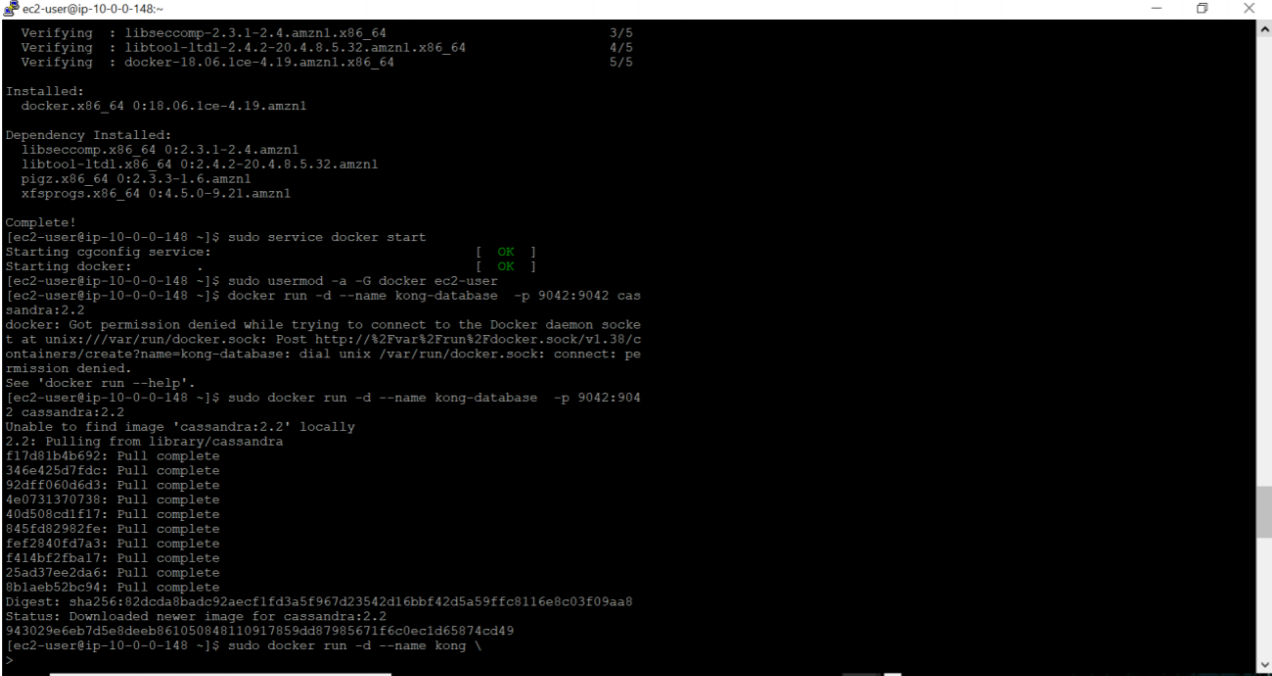 ec2-user@ip-10-0-0-148:~
Verifying  : libseccomp-2.3.1-2.4.amzn1.x86_64 3/5
Verifying  : libtool-ltdl-2.4.2-20.4.8.5.32.amzn1.x86_64 4/5
Verifying  : docker-18.06.1ce-4.19.amzn1.x86_64 5/5
Installed:
docker.x86_64 0:18.06.1ce-4.19.amzn1
Dependency Installed:
libseccomp.x86_64 0:2.3.1-2.4.amzn1
libtool-ltdl.x86_64 0:2.4.2-20.4.8.5.32.amzn1
pigz.x86_64 0:2.3.3-1.6.amzn1
xfsprogs.x86_64 0:4.5.0-9.21.amzn1
Complete!
[ec2-user@ip-10-0-0-148 ~]$ sudo service docker start
Starting cgconfig service: [  OK  ]
Starting docker: . [  OK  ]
[ec2-user@ip-10-0-0-148 ~]$ sudo usermod -a -G docker ec2-user
[ec2-user@ip-10-0-0-148 ~]$ docker run -d --name kong-database  -p 9042:9042 cas
sandra:2.2
docker: Got permission denied while trying to connect to the Docker daemon socke
t at unix:///var/run/docker.sock: Post http://%2Fvar%2Frun%2Fdocker.sock/v1.38/c
ontainers/create?name=kong-database: dial unix /var/run/docker.sock: connect: pe
rmission denied.
See 'docker run --help'.
[ec2-user@ip-10-0-0-148 ~]$ sudo docker run -d --name kong-database  -p 9042:904
2 cassandra:2.2
Unable to find image 'cassandra:2.2' locally
2.2: Pulling from library/cassandra
f17d81b4b692: Pull complete
346e425d7fdc: Pull complete
92dff060d6d3: Pull complete
4e0731370738: Pull complete
40d508cd1f17: Pull complete
845fd82982fe: Pull complete
fef2840fd7a3: Pull complete
f414bf2fba17: Pull complete
25ad37ee2da6: Pull complete
8b1aeb52bc94: Pull complete
Digest: sha256:82dcda8badc92aecf1fd3a5f967d23542d16bbf42d5a59ffc8116e8c03f09aa8
Status: Downloaded newer image for cassandra:2.2
943029e6eb7d5e8deeb861050848110917859dd87985671f6c0ec1d65874cd49
[ec2-user@ip-10-0-0-148 ~]$ sudo docker run -d --name kong \
>